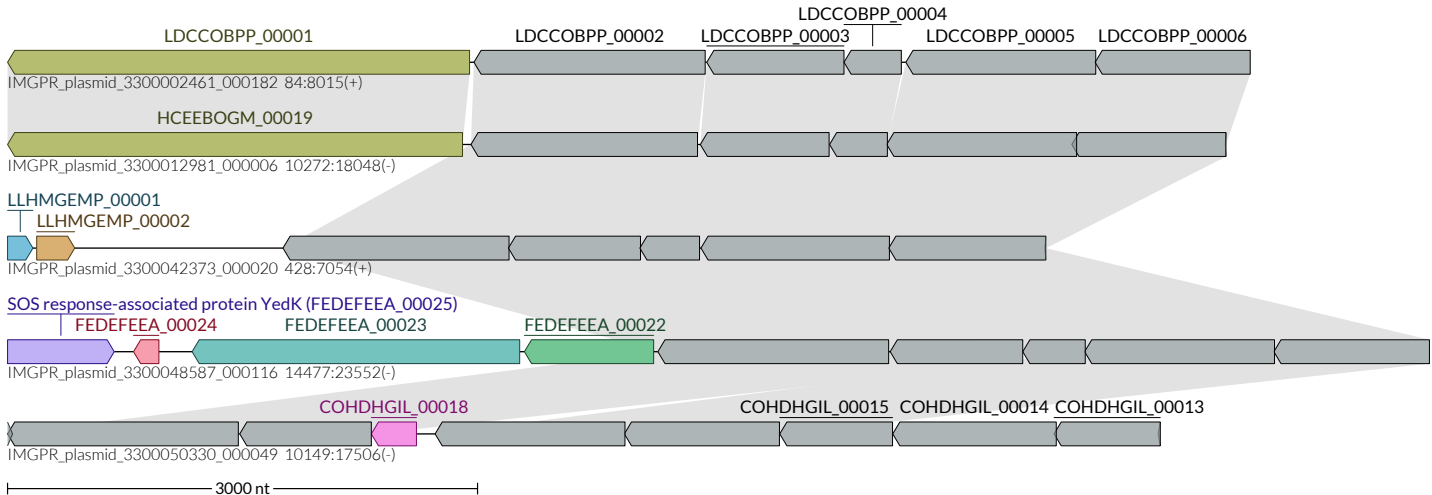 LDCCOBPP_00004
LDCCOBPP_00001 LDCCOBPP_00002 LDCCOBPP_00003 LDCCOBPP_00005 LDCCOBPP_00006
IMGPR_plasmid_3300002461_000182 84:8015(+)
HCEEBOGM_00019
IMGPR_plasmid_3300012981_000006 10272:18048(-)
LLHMGEMP_00001
LLHMGEMP_00002
IMGPR_plasmid_3300042373_000020 428:7054(+)
SOS response-associated protein YedK (FEDEFEEA_00025)
FEDEFEEA_00024 FEDEFEEA_00023 FEDEFEEA_00022
IMGPR_plasmid_3300048587_000116 14477:23552(-)
COHDHGIL_00018 COHDHGIL_00015 COHDHGIL_00014 COHDHGIL_00013
IMGPR_plasmid_3300050330_000049 10149:17506(-)
3000 nt